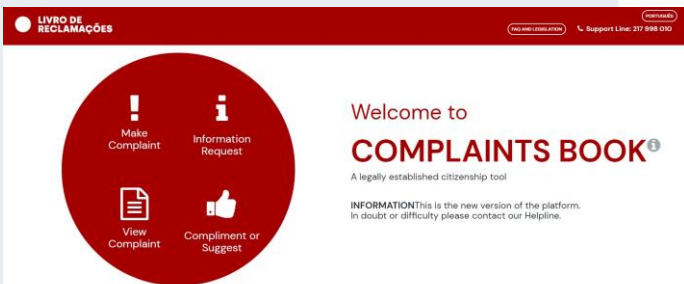 LIVRO DE
RECLAMAÇÕES
PORTUGUÊS
FAQ AND LEGISLATION
Support Line: 217 998 010
Make
Complaint
Information
Request
View
Complaint
Compliment or
Suggest
Welcome to
COMPLAINTS BOOK
A legally established citizenship tool
INFORMATIONThis is the new version of the platform.
In doubt or difficulty please contact our Helpline.